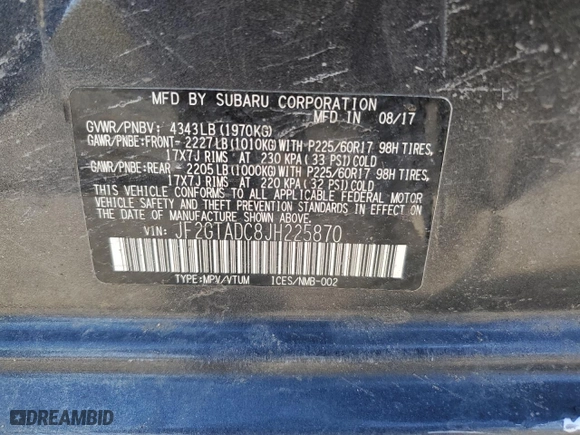 MFD BY SUBARU CORPORATION
MFD IN 08/17
GVWR/PNBV: 4343LB(1970KG)
GAWR/PNBE:FRONT- 2227LB(1010KG)WITH P225/60R17 98H TIRES,
17X7J RIMS AT 230 KPA(33 PSI)COLD
GAWR/PNBE:REAR - 2205LB(1000KG)WITH P225/60R17 98H TIRES,
17X7J RIMS AT 220 KPA(32 PSI)COLD
THIS VEHICLE CONFORMS TO ALL APPLICABLE FEDERAL MOTOR
VEHICLE SAFETY AND THEFT PREVENTION STANDARDS
IN EFFECT ON THE DATE OF MANUFACTURE SHOWN ABOVE.
VIN: JF2GTADC8JH225870
TYPE:MPV/VTUM ICES/NMB-002
DREAMBID